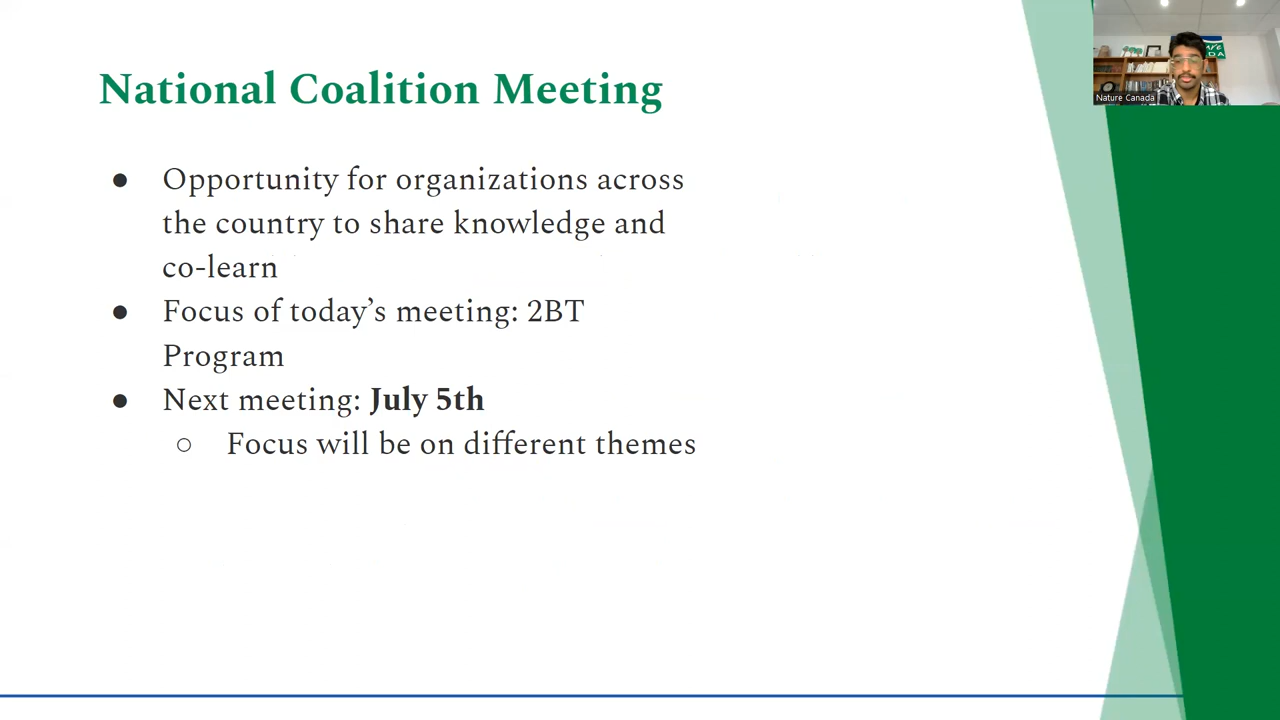 National Coalition Meeting
● Opportunity for organizations across
the country to share knowledge and
co-learn
● Focus of today’s meeting: 2BT
Program
● Next meeting: July 5th
○ Focus will be on different themes
Nature Canada